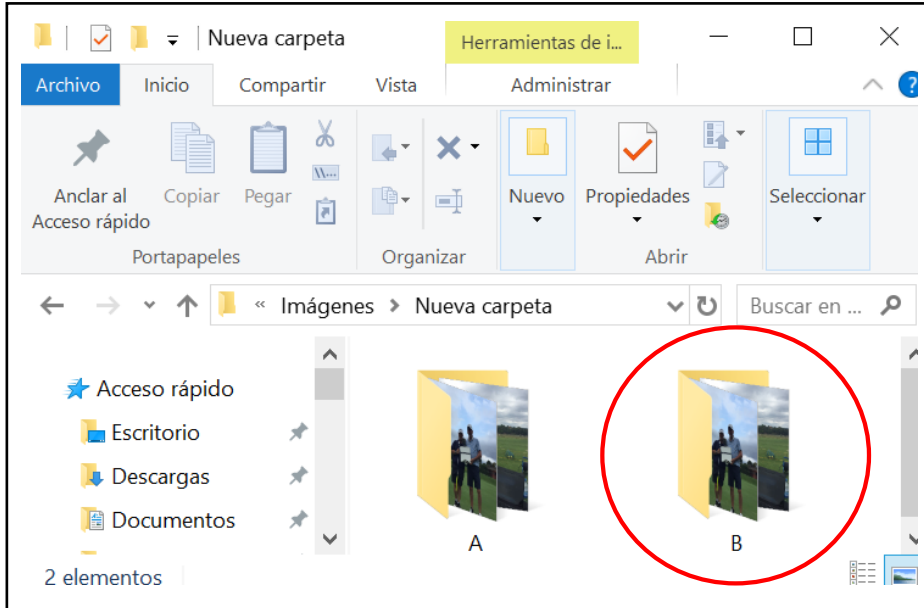 Nueva carpeta
Herramientas de i...
Archivo Inicio Compartir Vista Administrar
Anclar al Acceso rápido
Copiar
Pegar
\\...
Nuevo
Propiedades
Seleccionar
Portapapeles Organizar Abrir
« Imágenes > Nueva carpeta
Buscar en ...
Acceso rápido
Escritorio
Descargas
Documentos
A
B
2 elementos